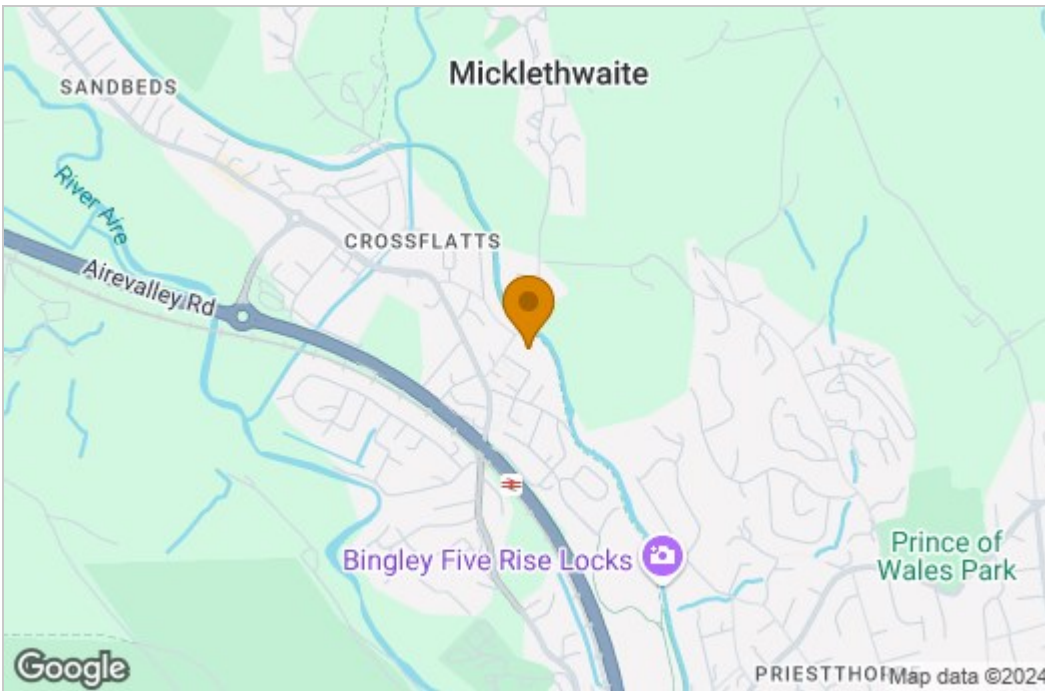 Micklethwaite
SANDBEDS
River Aire
CROSSFLATTS
Airevalley Rd
Bingley Five Rise Locks
Prince of
Wales Park
Google
Map data ©2024